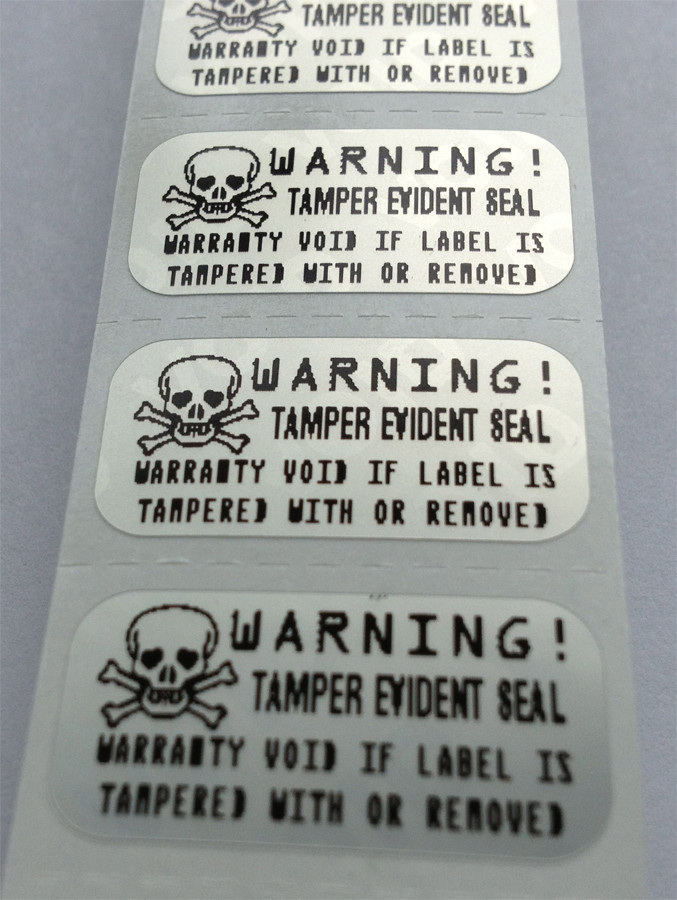 TAMPER EVIDENT SEAL
WARRANTY VOID IF LABEL IS
TAMPERED WITH OR REMOVED
WARNING!
TAMPER EVIDENT SEAL
WARRANTY VOID IF LABEL IS
TAMPERED WITH OR REMOVED
WARNING!
TAMPER EVIDENT SEAL
WARRANTY VOID IF LABEL IS
TAMPERED WITH OR REMOVED
WARNING!
TAMPER EVIDENT SEAL
WARRANTY VOID IF LABEL IS
TAMPERED WITH OR REMOVED